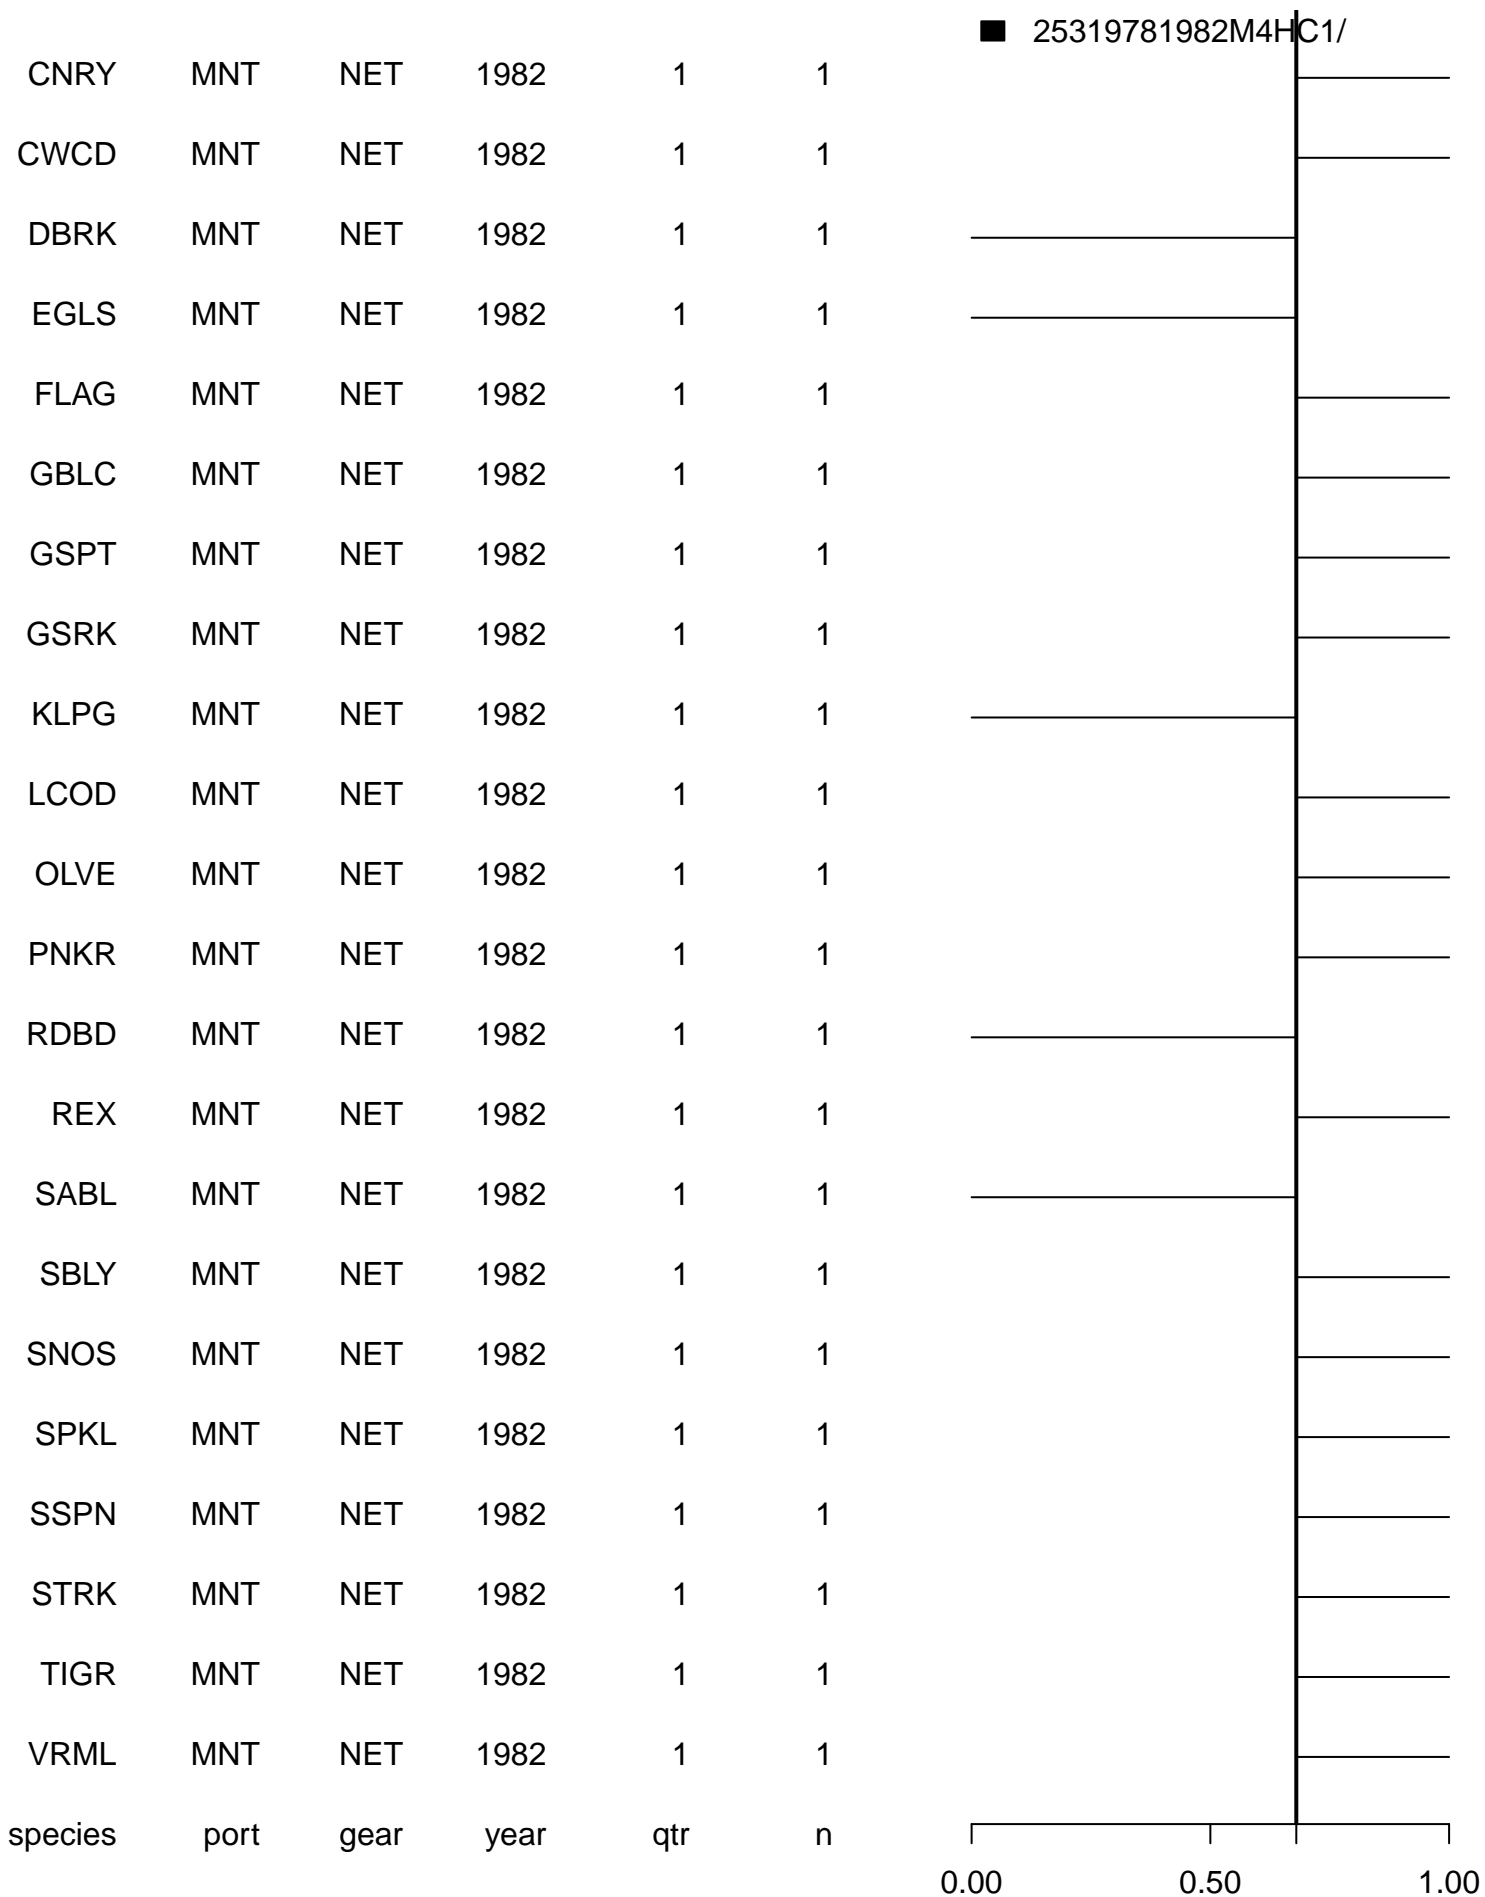 25319781982M4HC1/
CNRY MNT NET 1982 1 1
CWCD MNT NET 1982 1 1
DBRK MNT NET 1982 1 1
EGLS MNT NET 1982 1 1
FLAG MNT NET 1982 1 1
GBLC MNT NET 1982 1 1
GSPT MNT NET 1982 1 1
GSRK MNT NET 1982 1 1
KLPG MNT NET 1982 1 1
LCOD MNT NET 1982 1 1
OLVE MNT NET 1982 1 1
PNKR MNT NET 1982 1 1
RDBD MNT NET 1982 1 1
REX MNT NET 1982 1 1
SABL MNT NET 1982 1 1
SBLY MNT NET 1982 1 1
SNOS MNT NET 1982 1 1
SPKL MNT NET 1982 1 1
SSPN MNT NET 1982 1 1
STRK MNT NET 1982 1 1
TIGR MNT NET 1982 1 1
VRML MNT NET 1982 1 1
species port gear year qtr n
0.00 0.50 1.00